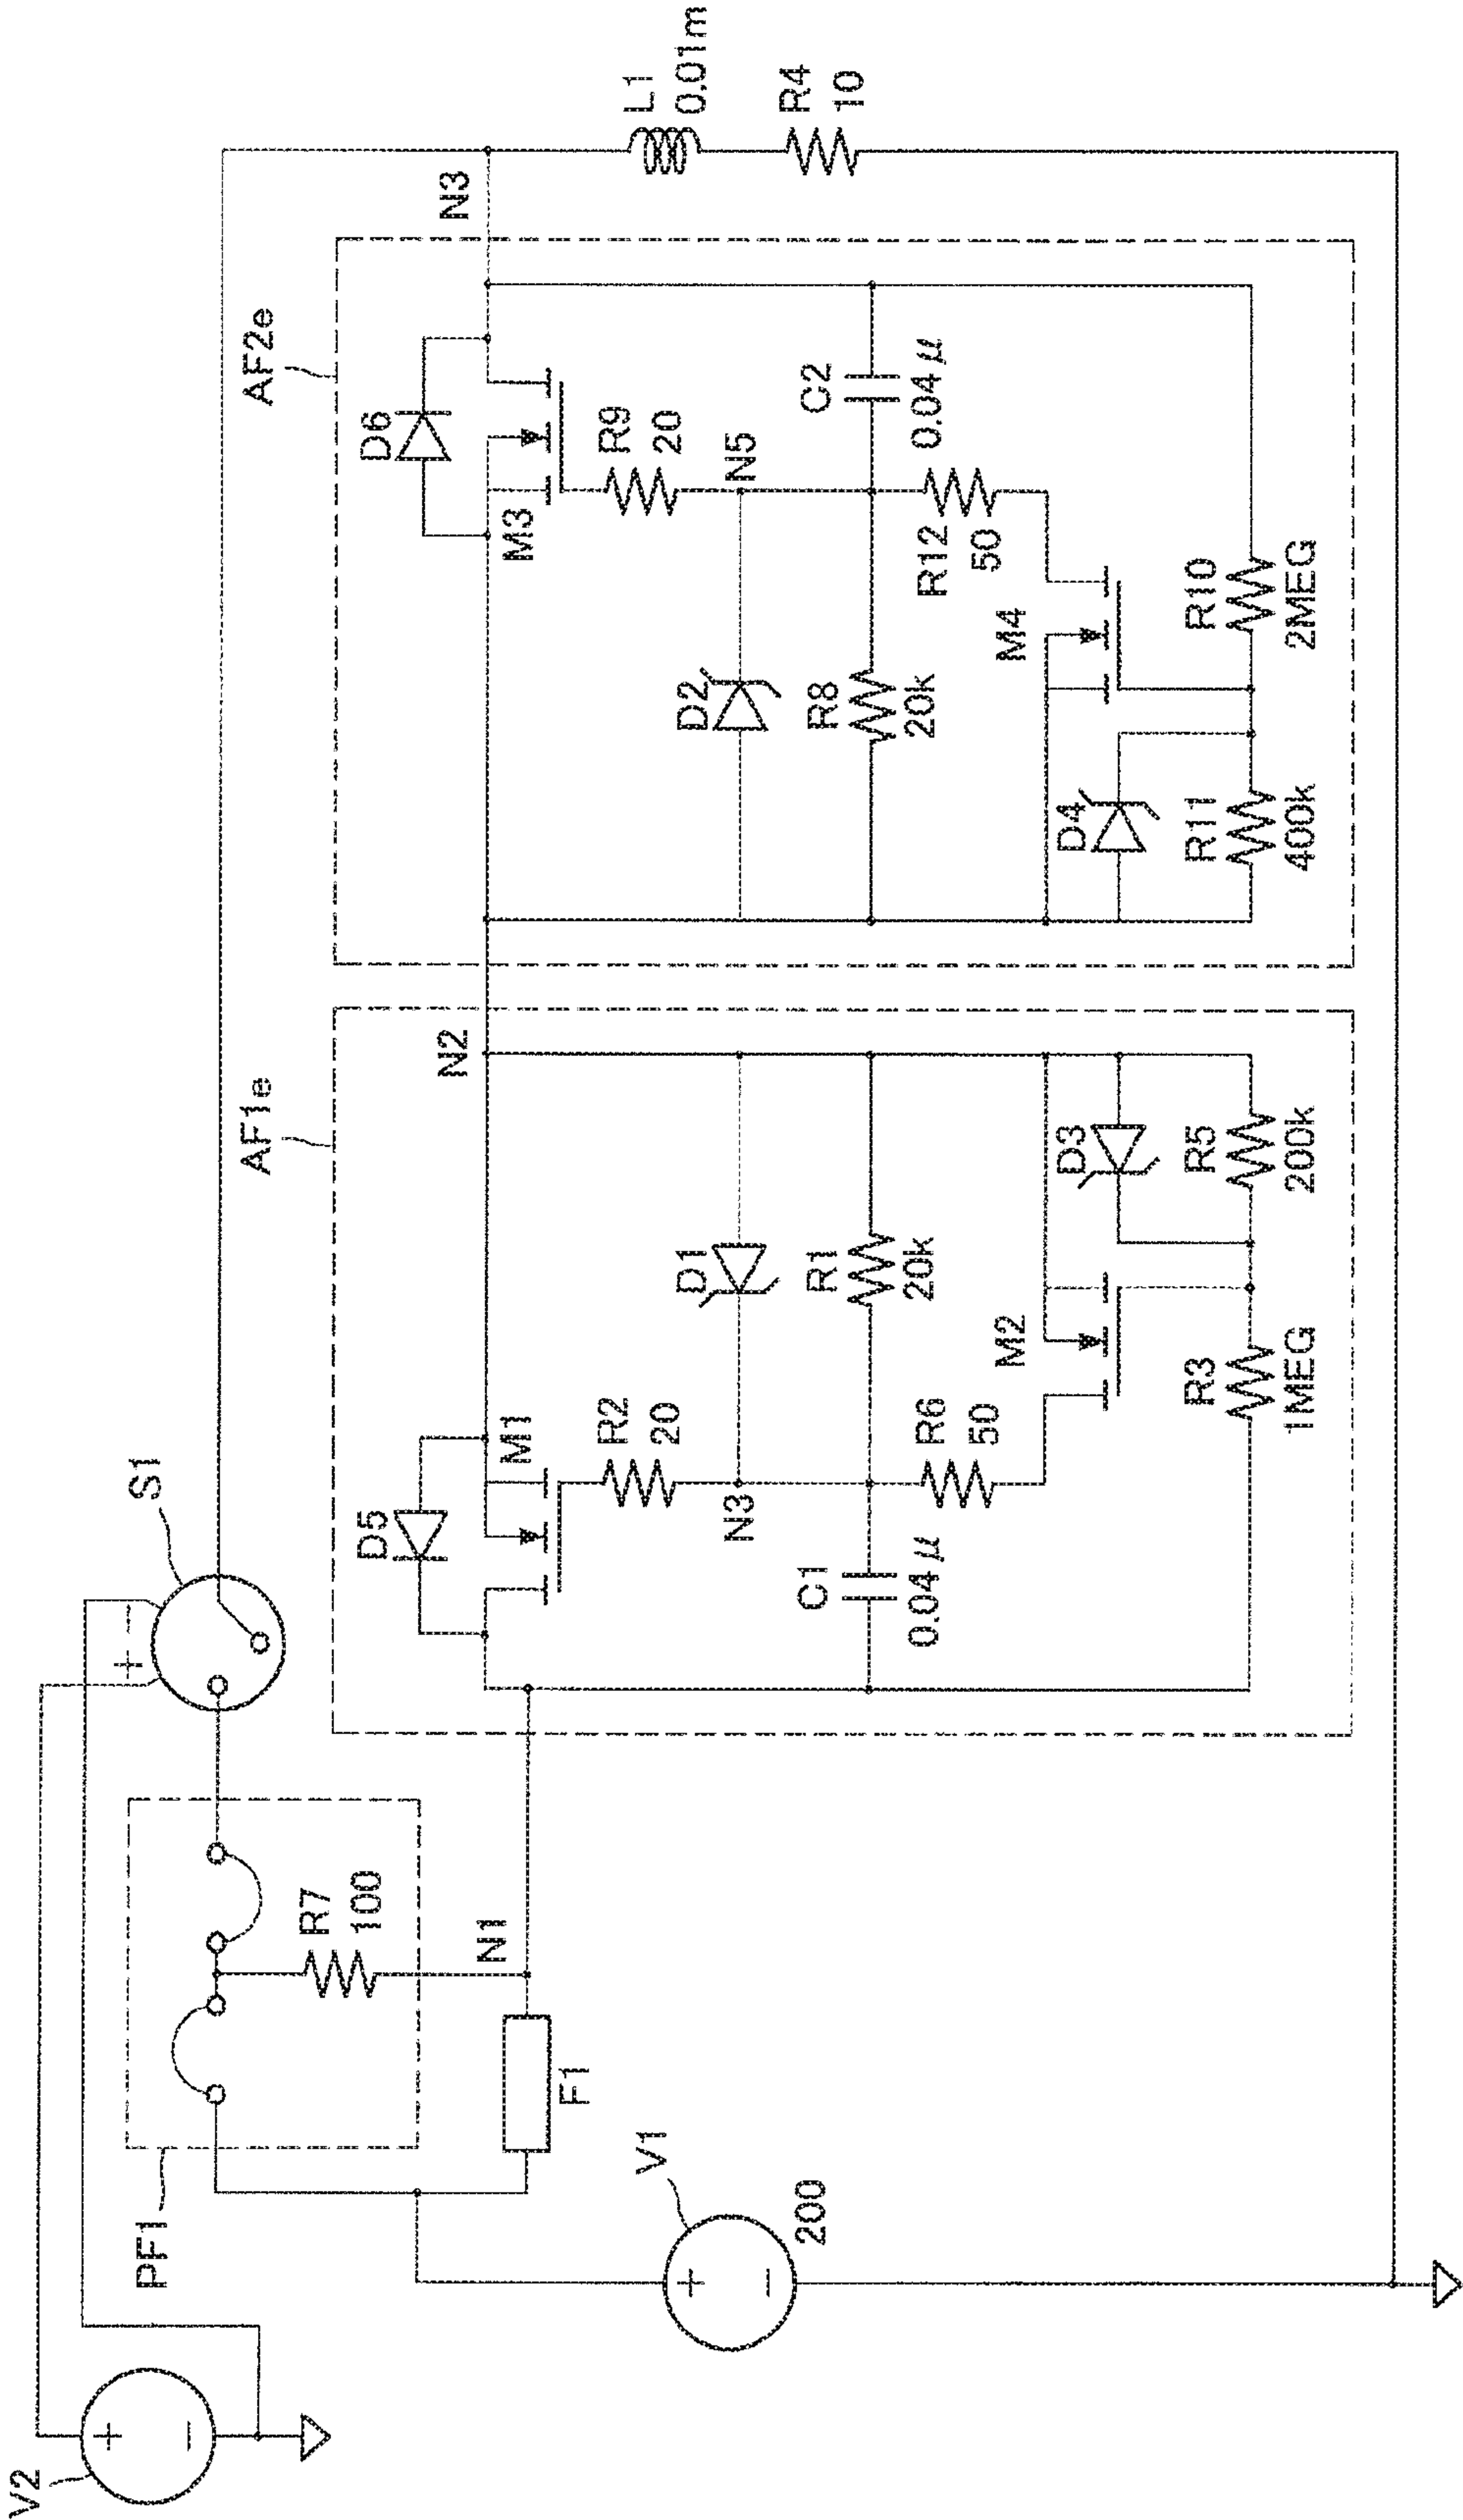 V2
PF1
S1
R7
100
N1
F1
V1
200
AF1e
D5
M1
N2
R2
20
D1
N3
R1
20k
C1
0.04μ
R6
50
M2
D3
R3
1MEG
R5
200k
AF2e
D6
M3
N3
R9
20
D2
N5
R8
20k
C2
0.04μ
R12
50
M4
D4
R11
400k
R10
2MEG
L1
0.01m
R4
10